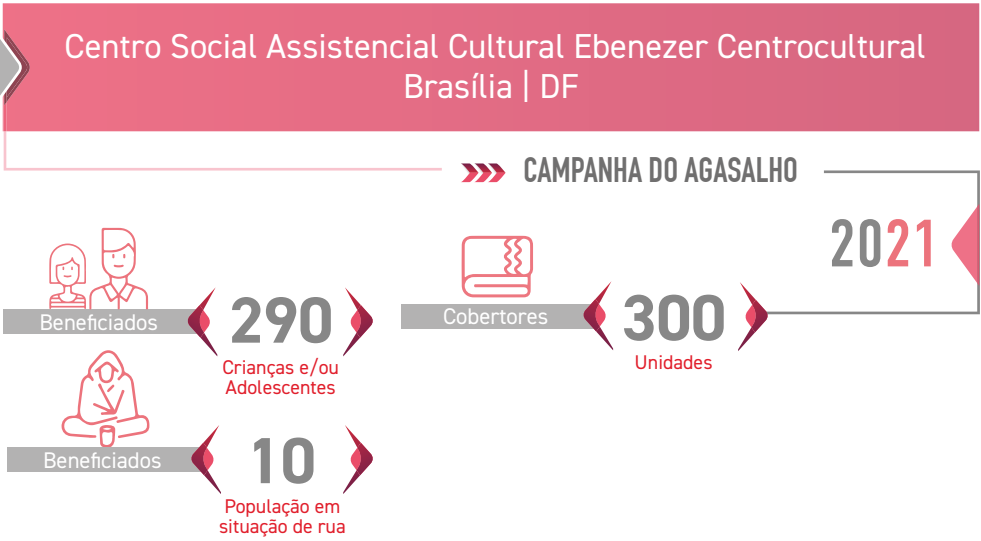 Centro Social Assistencial Cultural Ebenezer Centrocultural
Brasília | DF
CAMPANHA DO AGASALHO
2021
Beneficiados
290
Crianças e/ou
Adolescentes
Cobertores
300
Unidades
Beneficiados
10
População em
situação de rua